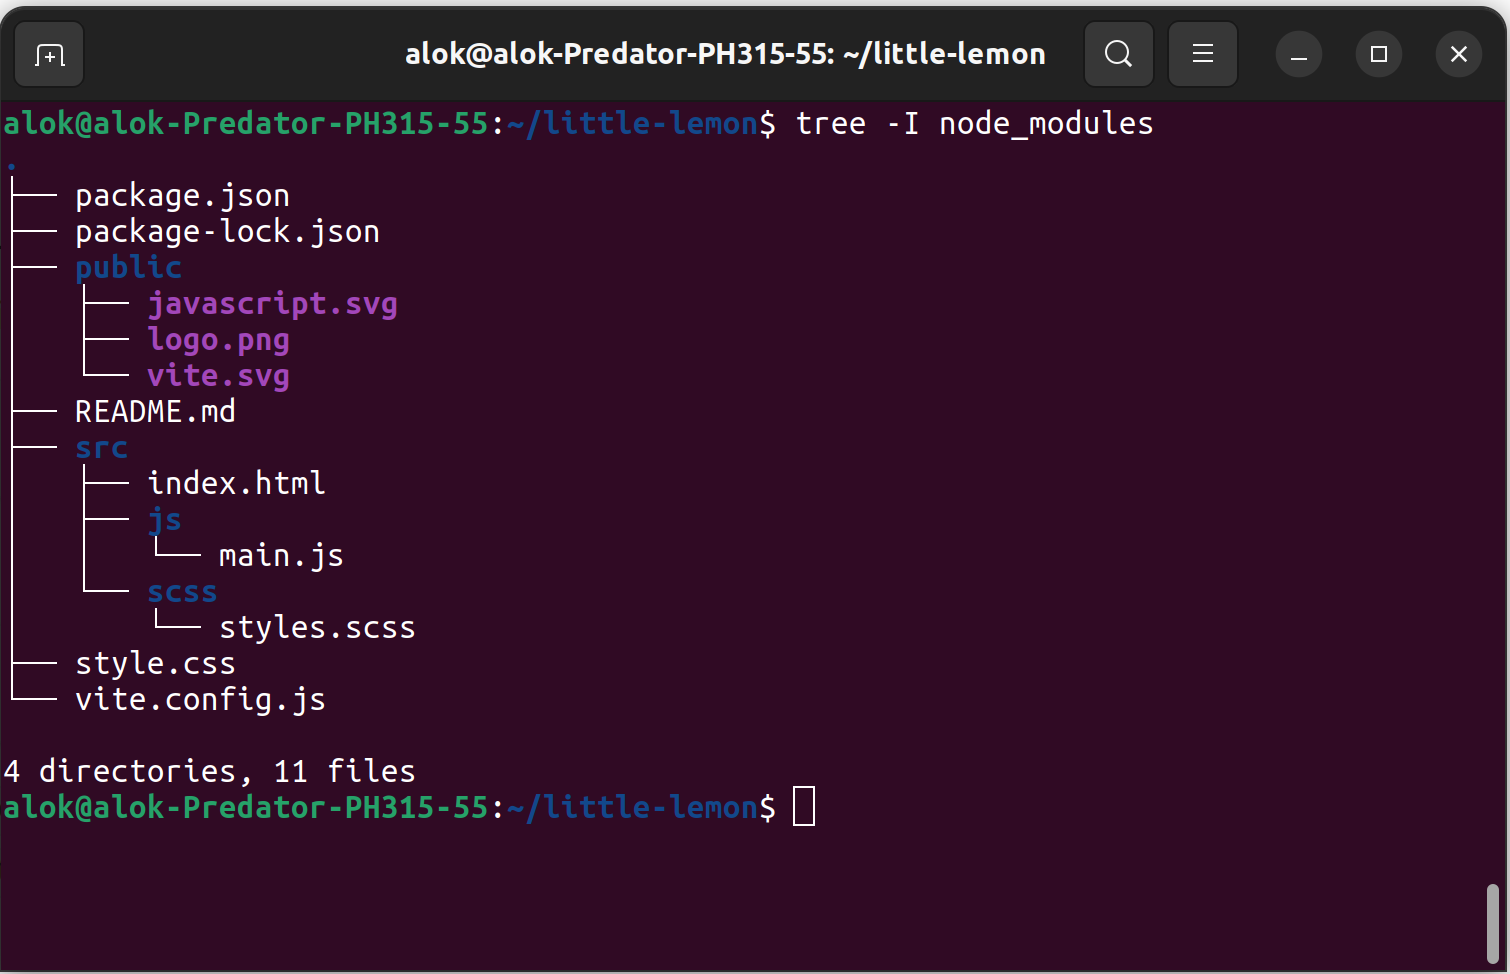 alok@alok-Predator-PH315-55: ~/little-lemon
alok@alok-Predator-PH315-55:~/little-lemon$ tree -I node_modules
.
├── package.json
├── package-lock.json
├── public
│   ├── javascript.svg
│   ├── logo.png
│   └── vite.svg
├── README.md
├── src
│   ├── index.html
│   ├── js
│   │   └── main.js
│   └── scss
│       └── styles.scss
├── style.css
└── vite.config.js
4 directories, 11 files
alok@alok-Predator-PH315-55:~/little-lemon$